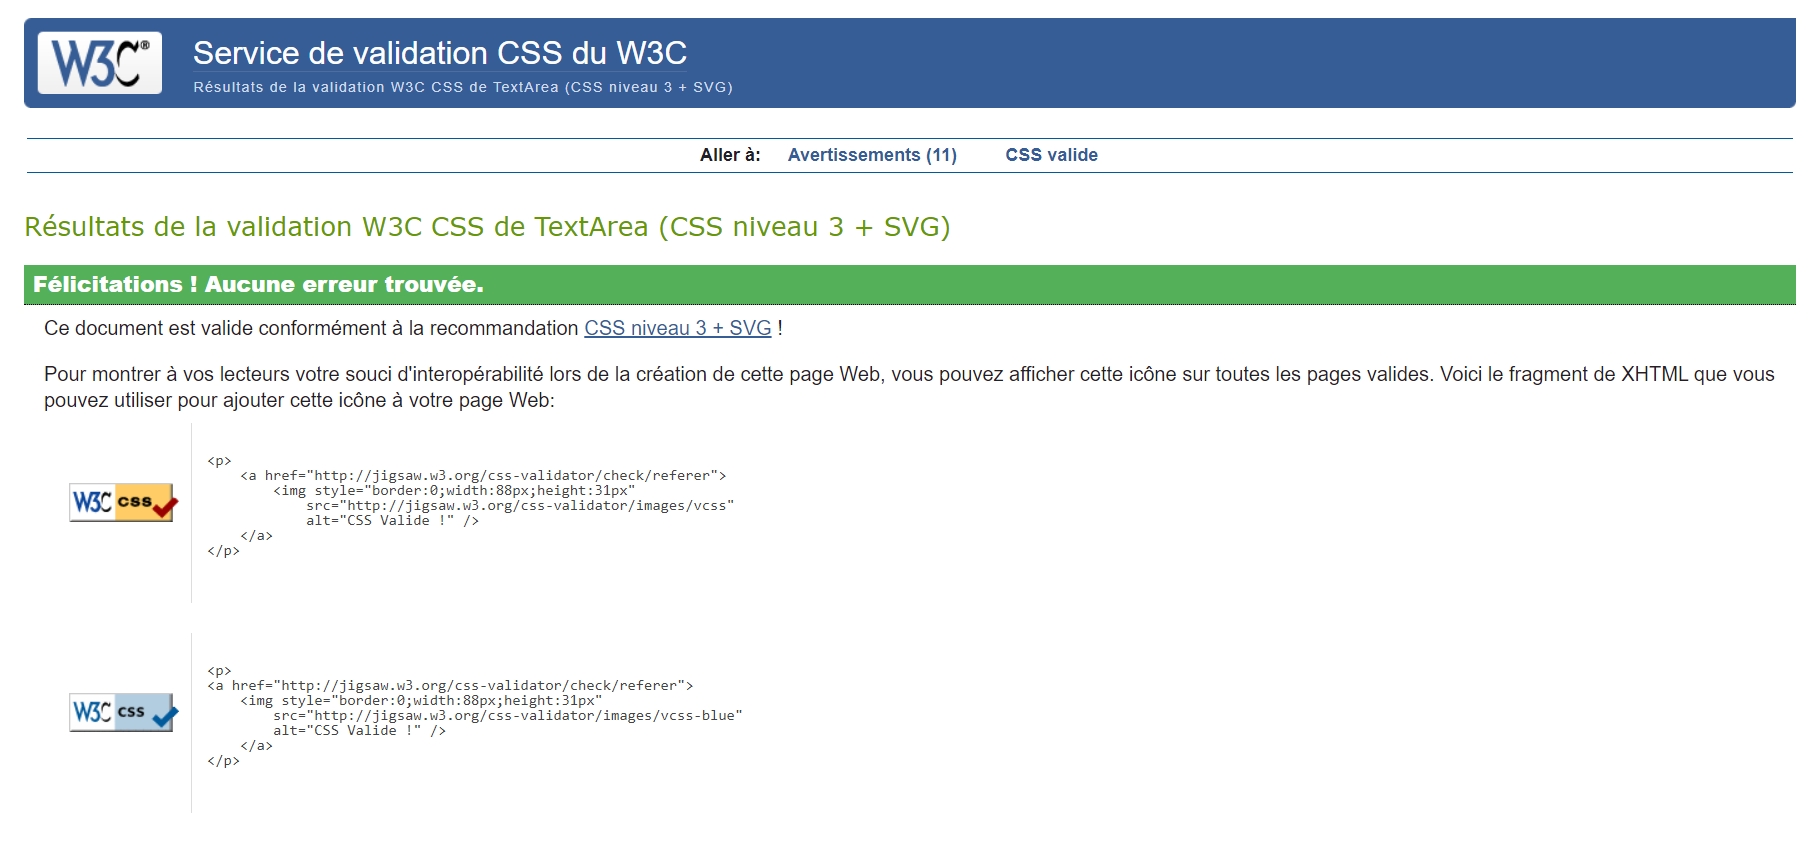 W3C®
Service de validation CSS du W3C
Résultats de la validation W3C CSS de TextArea (CSS niveau 3 + SVG)
Aller à: Avertissements (11) CSS valide
Résultats de la validation W3C CSS de TextArea (CSS niveau 3 + SVG)
Félicitations ! Aucune erreur trouvée.
Ce document est valide conformément à la recommandation CSS niveau 3 + SVG !
Pour montrer à vos lecteurs votre souci d'interopérabilité lors de la création de cette page Web, vous pouvez afficher cette icône sur toutes les pages valides. Voici le fragment de XHTML que vous
pouvez utiliser pour ajouter cette icône à votre page Web:
W3C css
<p>
    <a href="http://jigsaw.w3.org/css-validator/check/referer">
        <img style="border:0;width:88px;height:31px"
            src="http://jigsaw.w3.org/css-validator/images/vcss"
            alt="CSS Valide !" />
    </a>
</p>
W3C css
<p>
<a href="http://jigsaw.w3.org/css-validator/check/referer">
    <img style="border:0;width:88px;height:31px"
        src="http://jigsaw.w3.org/css-validator/images/vcss-blue"
        alt="CSS Valide !" />
    </a>
</p>